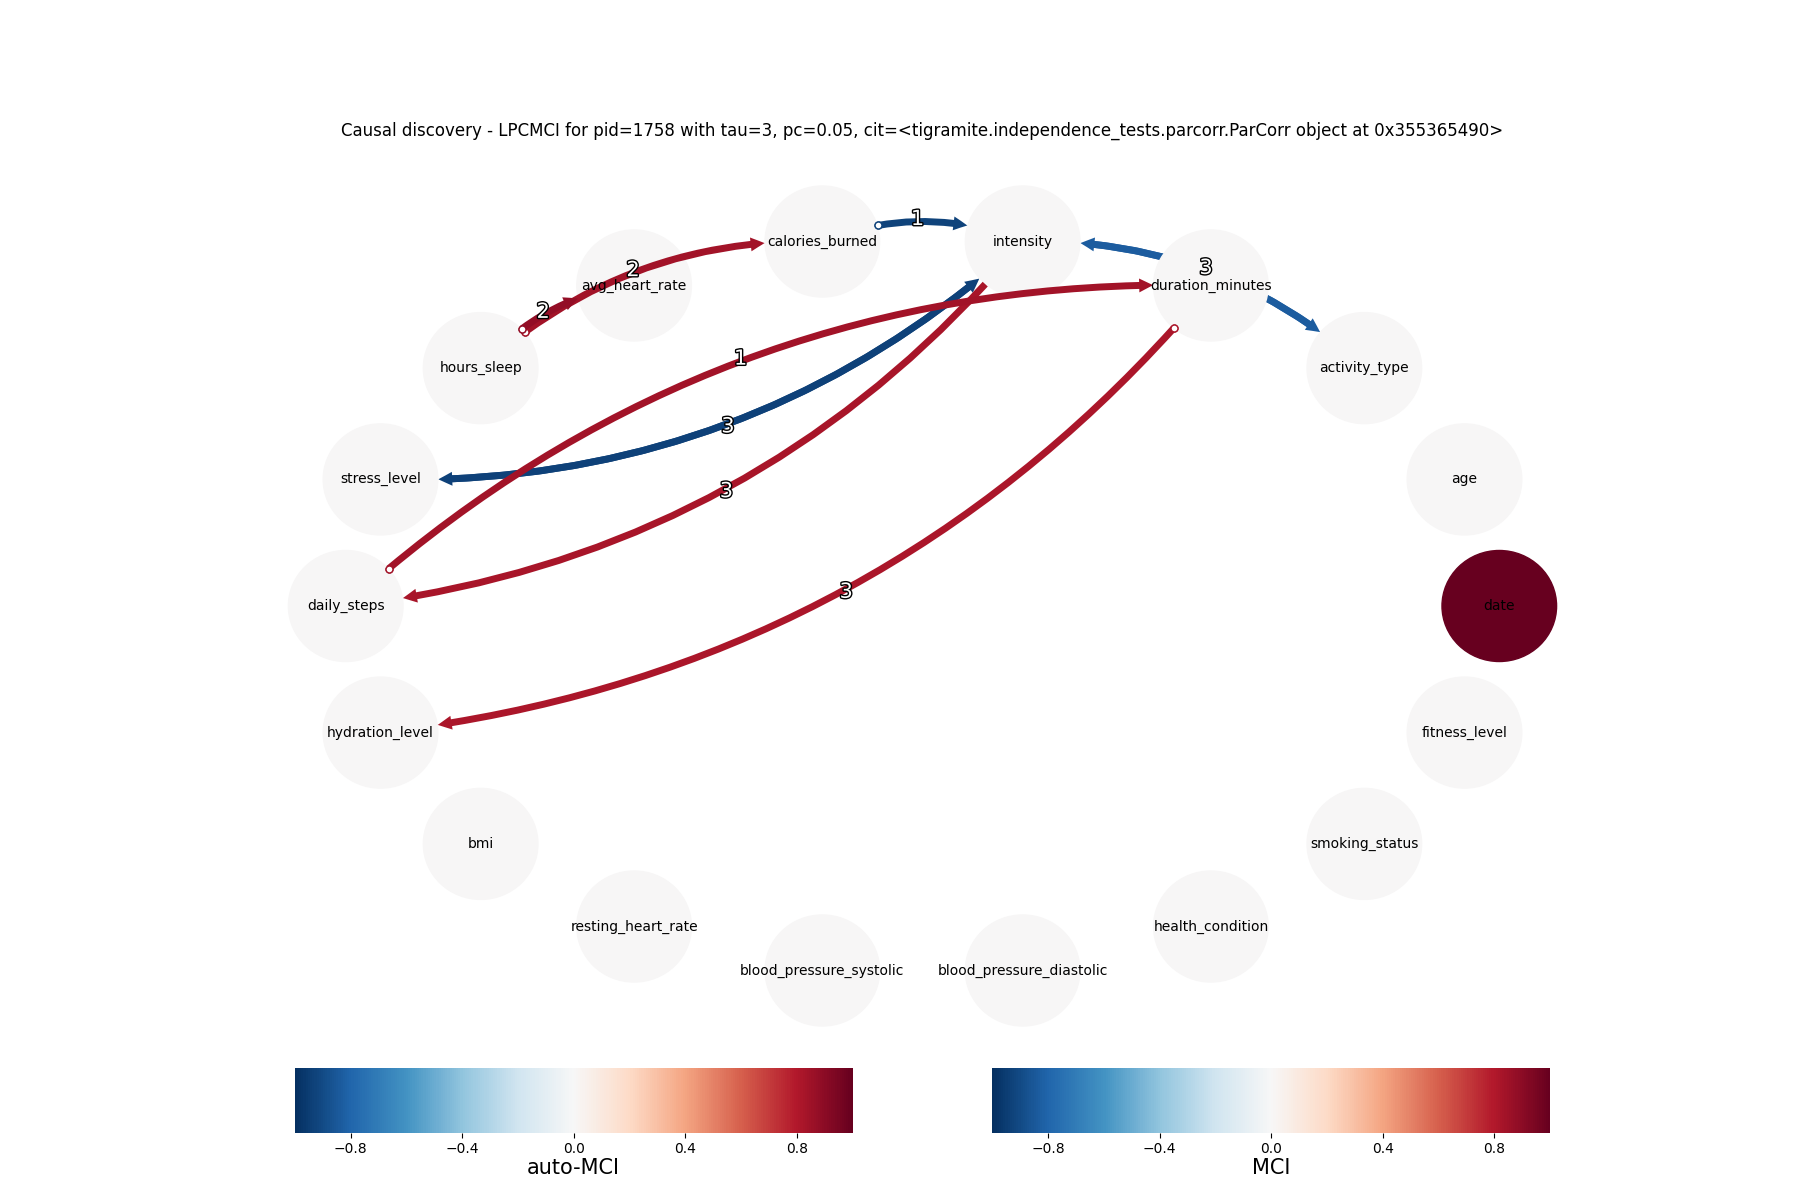 Causal discovery - LPCMCI for pid=1758 with tau=3, pc=0.05, cit=<tigramite.independence_tests.parcorr.ParCorr object at 0x355365490>
1
calories_burned
intensity
3
2
avg_heart_rate
duration_minutes
2
hours_sleep
activity_type
1
3
stress_level
age
3
3
daily_steps
date
hydration_level
fitness_level
bmi
smoking_status
resting_heart_rate
health_condition
blood_pressure_systolic
blood_pressure_diastolic
−0.8 −0.4 0.0 0.4 0.8
auto-MCI
−0.8 −0.4 0.0 0.4 0.8
MCI